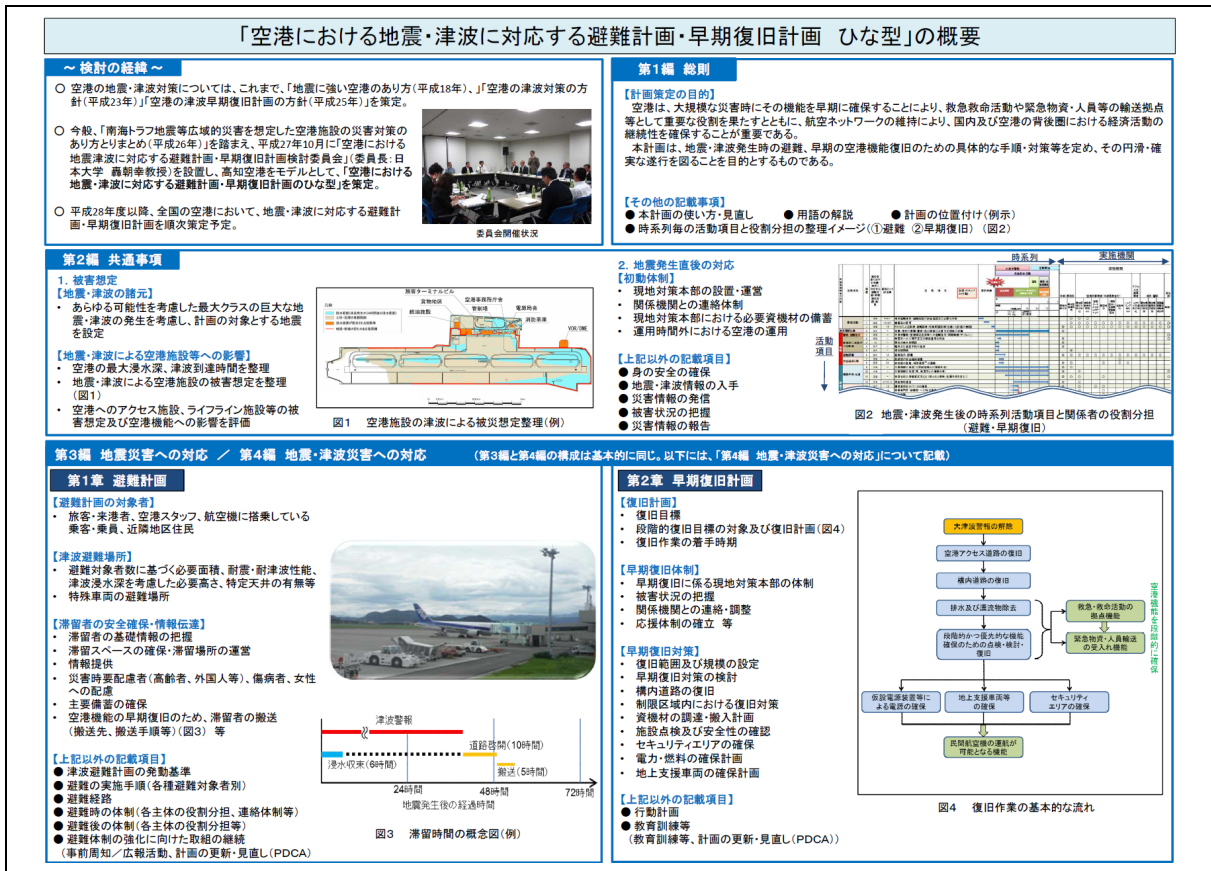 「空港における地震・津波に対応する避難計画・早期復旧計画　ひな型」の概要
～ 検討の経緯 ～
○ 空港の地震・津波対策については、これまで、「地震に強い空港のあり方(平成18年)、」「空港の津波対策の方
針(平成23年)」「空港の津波早期復旧計画の方針(平成25年)」を策定。
○ 今般、「南海トラフ地震等広域的災害を想定した空港施設の災害対策の
あり方とりまとめ(平成26年)」を踏まえ、平成27年10月に「空港における
地震津波に対応する避難計画・早期復旧計画検討委員会」(委員長:日
本大学　轟朝幸教授)を設置し、高知空港をモデルとして、「空港における
地震・津波に対応する避難計画・早期復旧計画のひな型」を策定。
○ 平成28年度以降、全国の空港において、地震・津波に対応する避難計
画・早期復旧計画を順次策定予定。
委員会開催状況
第1編 総則
【計画策定の目的】
空港は、大規模な災害時にその機能を早期に確保することにより、救急救命活動や緊急物資・人員等の輸送拠点
等として重要な役割を果たすとともに、航空ネットワークの維持により、国内及び空港の背後圏における経済活動の
継続性を確保することが重要である。
本計画は、地震・津波発生時の避難、早期の空港機能復旧のための具体的な手順・対策等を定め、その円滑・確
実な遂行を図ることを目的とするものである。
【その他の記載事項】
● 本計画の使い方・見直し　● 用語の解説　● 計画の位置付け(例示)
● 時系列毎の活動項目と役割分担の整理イメージ(①避難 ②早期復旧) (図2)
第2編 共通事項
1. 被害想定
【地震・津波の諸元】
・ あらゆる可能性を考慮した最大クラスの巨大な地
震・津波の発生を考慮し、計画の対象とする地震
を設定
【地震・津波による空港施設等への影響】
・ 空港の最大浸水深、津波到達時間を整理
・ 地震・津波による空港施設の被害想定を整理
(図1)
・ 空港へのアクセス施設、ライフライン施設等の被
害想定及び空港機能への影響を評価
旅客ターミナルビル
貨物地区
空港事務所庁舎
管制塔
電源局舎
給油施設
消防車庫
VOR/DME
図1　空港施設の津波による被災想定整理(例)
2. 地震発生直後の対応
【初動体制】
・ 現地対策本部の設置・運営
・ 関係機関との連絡体制
・ 現地対策本部における必要資機材の備蓄
・ 運用時間外における空港の運用
【上記以外の記載項目】
● 身の安全の確保
● 地震・津波情報の入手
● 災害情報の発信
● 被害状況の把握
● 災害情報の報告
時系列
実施機関
活動
項目
図2 地震・津波発生後の時系列活動項目と関係者の役割分担
(避難・早期復旧)
第3編 地震災害への対応 ／ 第4編 地震・津波災害への対応　(第3編と第4編の構成は基本的に同じ。以下には、「第4編 地震・津波災害への対応」について記載)
第1章 避難計画
【避難計画の対象者】
・ 旅客・来港者、空港スタッフ、航空機に搭乗している
乗客・乗員、近隣地区住民
【津波避難場所】
・ 避難対象者数に基づく必要面積、耐震・耐津波性能、
津波浸水深を考慮した必要高さ、特定天井の有無等
・ 特殊車両の避難場所
【滞留者の安全確保・情報伝達】
・ 滞留者の基礎情報の把握
・ 滞留スペースの確保・滞留場所の運営
・ 情報提供
・ 災害時要配慮者(高齢者、外国人等)、傷病者、女性
への配慮
・ 主要備蓄の確保
・ 空港機能の早期復旧のため、滞留者の搬送
(搬送先、搬送手順等)(図3) 等
【上記以外の記載項目】
● 津波避難計画の発動基準
● 避難の実施手順(各種避難対象者別)
● 避難経路
● 避難時の体制(各主体の役割分担、連絡体制等)
● 避難後の体制(各主体の役割分担等)
● 避難体制の強化に向けた取組の継続
(事前周知／広報活動、計画の更新・見直し(PDCA)
津波警報
道路啓開(10時間)
浸水収束(6時間)
搬送(5時間)
24時間
48時間
72時間
地震発生後の経過時間
図3　滞留時間の概念図(例)
第2章 早期復旧計画
【復旧計画】
・ 復旧目標
・ 段階的復旧目標の対象及び復旧計画(図4)
・ 復旧作業の着手時期
【早期復旧体制】
・ 早期復旧に係る現地対策本部の体制
・ 被害状況の把握
・ 関係機関との連絡・調整
・ 応援体制の確立 等
【早期復旧対策】
・ 復旧範囲及び規模の設定
・ 早期復旧対策の検討
・ 構内道路の復旧
・ 制限区域内における復旧対策
・ 資機材の調達・搬入計画
・ 施設点検及び安全性の確認
・ セキュリティエリアの確保
・ 電力・燃料の確保計画
・ 地上支援車両の確保計画
【上記以外の記載項目】
● 行動計画
● 教育訓練等
(教育訓練等、計画の更新・見直し(PDCA))
大津波警報の解除
空港アクセス道路の復旧
構内道路の復旧
排水及び漂流物除去
段階的かつ優先的な機能
確保のための点検・検討・
復旧
救急・救命活動の
拠点機能
緊急物資・人員輸送
の受入れ機能
空港機能を段階的に確保
仮設電源装置等に
よる電源の確保
地上支援車両等
の確保
セキュリティ
エリアの確保
民間航空機の運航が
可能となる機能
図4　復旧作業の基本的な流れ